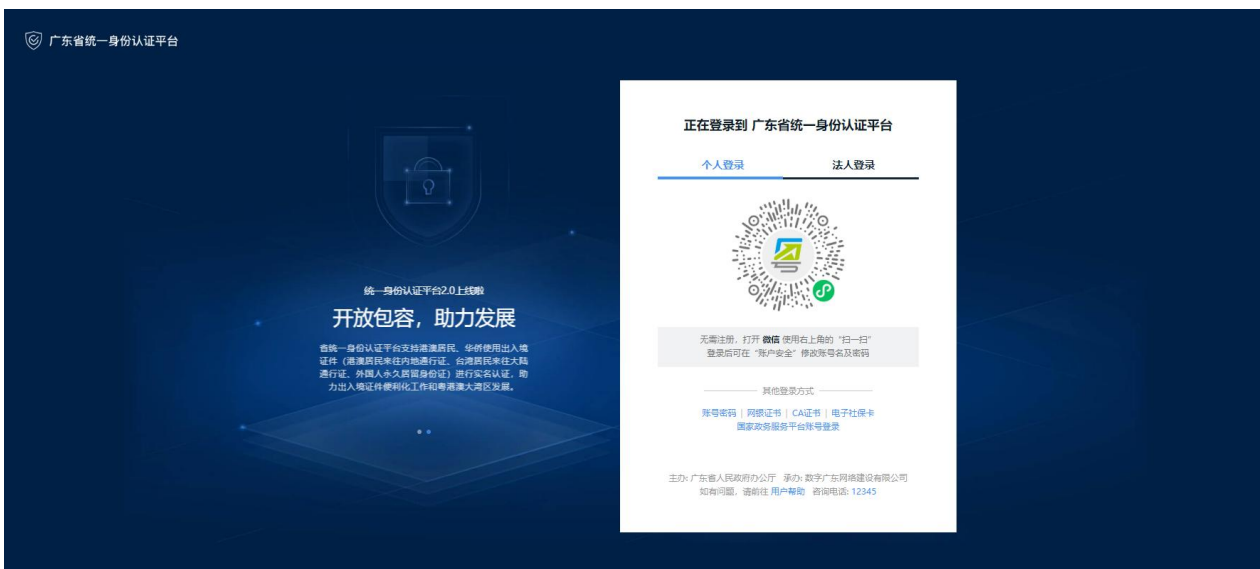 广东省统一身份认证平台
统一身份认证平台2.0上线啦
开放包容，助力发展
省统一身份认证平台支持港澳居民、华侨使用出入境
证件（港澳居民来往内地通行证、台湾居民来往大陆
通行证、外国人永久居留身份证）进行实名认证，助
力出入境证件便利化工作和粤港澳大湾区发展。
正在登录到 广东省统一身份认证平台
个人登录 法人登录
无需注册，打开 微信 使用右上角的 “扫一扫”
登录后可在 “账户安全” 修改账号名及密码
其他登录方式
账号密码 | 网银证书 | CA证书 | 电子社保卡
国家政务服务平台账号登录
主办: 广东省人民政府办公厅 承办: 数字广东网络建设有限公司
如有问题，请前往 用户帮助 咨询电话: 12345